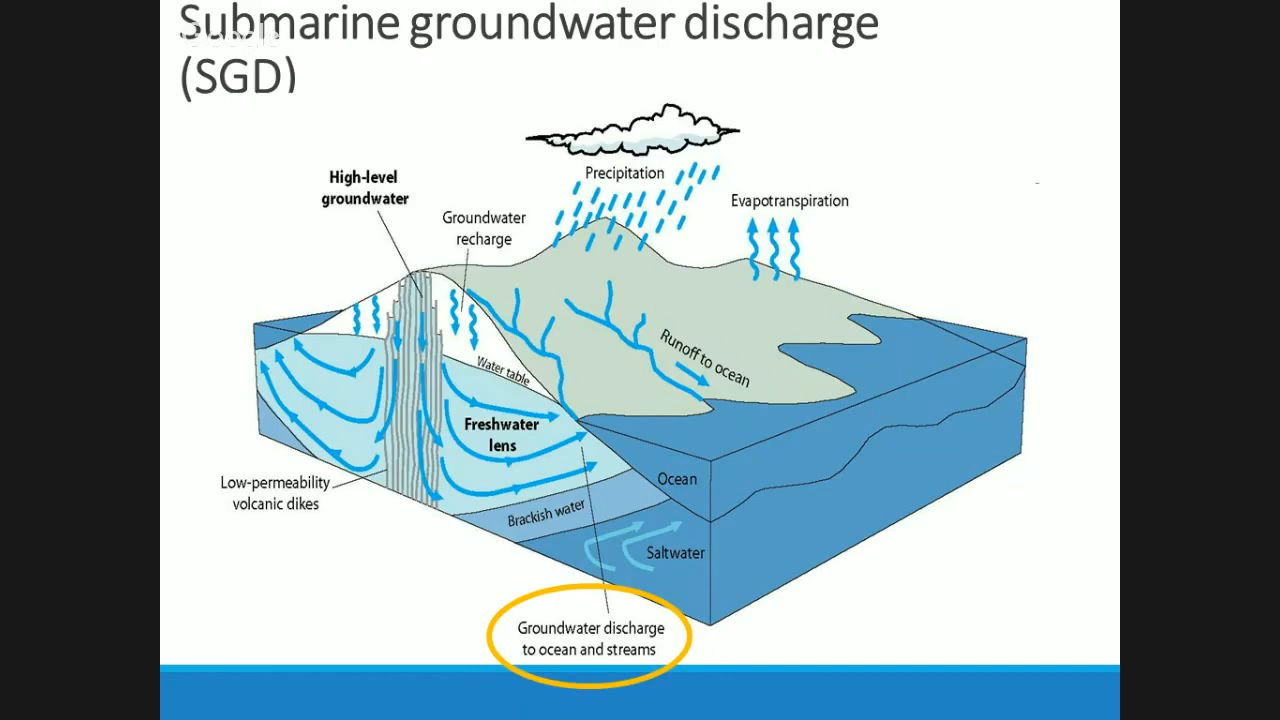 Submarine groundwater discharge
(SGD)
Google
Precipitation
High-level
groundwater
Evapotranspiration
Groundwater
recharge
Runoff to ocean
Water table
Freshwater
lens
Ocean
Low-permeability
volcanic dikes
Brackish water
Saltwater
Groundwater discharge
to ocean and streams